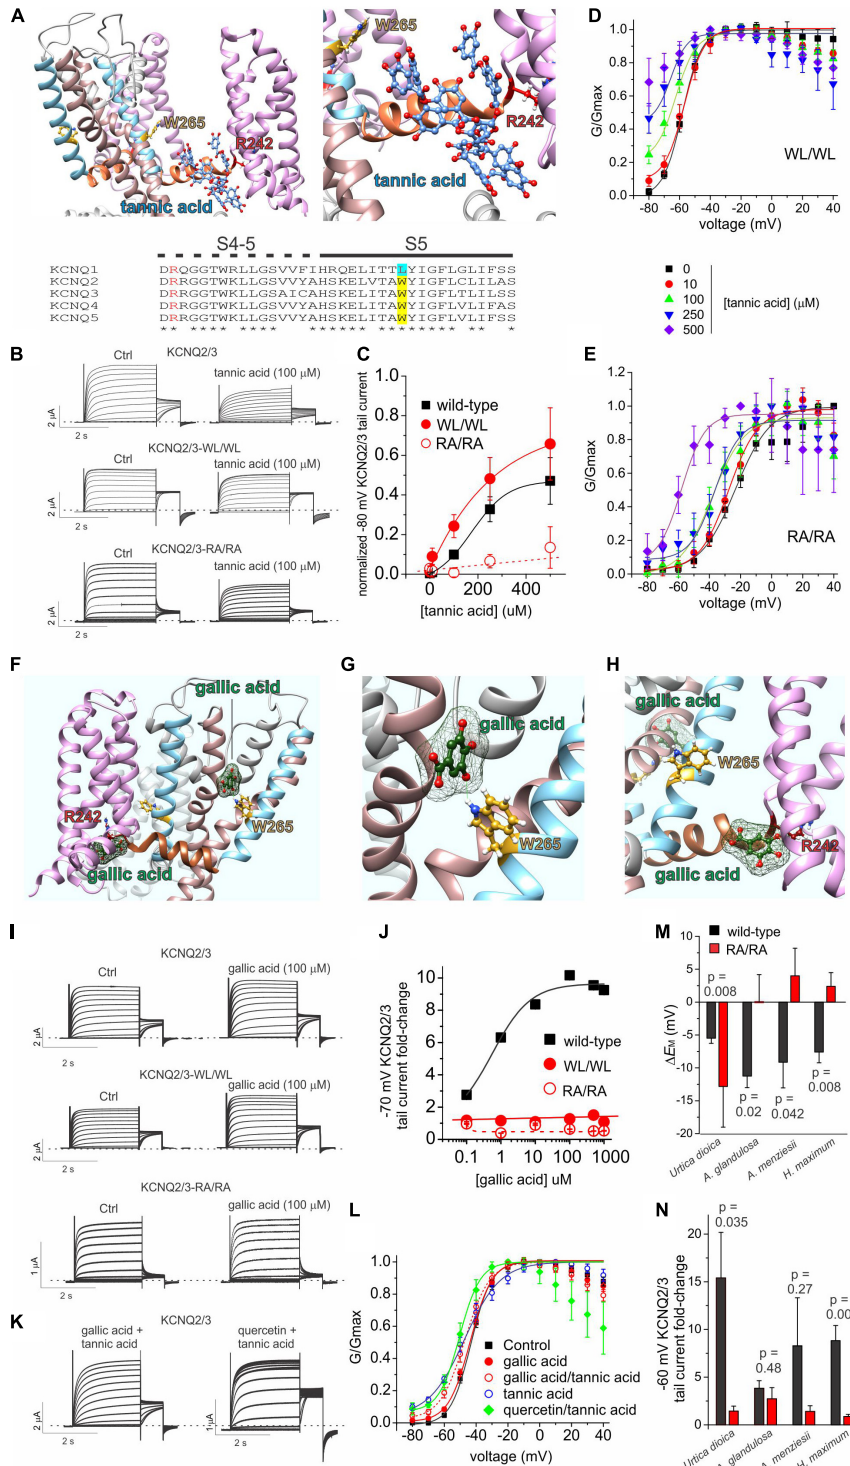 A
W265
R242
tannic acid
W265
R242
tannic acid
S4-5 S5
KCNQ1 DRQGGTWRLLGSVVFIHRQELITTLYIGFLGLIFSS
KCNQ2 DRRGGTWKLLGSVVYAHSKELVTAWYIGFLCLILAS
KCNQ3 DRRGGTWKLLGSAICAHSKELITAWYIGFLTLILSS
KCNQ4 DRRGGTWKLLGSVVYAHSKELITAWYIGFLVLIFAS
KCNQ5 DRRGGTWKLLGSVVYAHSKELITAWYIGFLVLIFSS
D
G/Gmax
1.0
0.8
0.6
0.4
0.2
0.0
WL/WL
-80 -60 -40 -20 0 20 40
voltage (mV)
0
10
100
250
500
[tannic acid] (µM)
B
KCNQ2/3
Ctrl
tannic acid (100 µM)
2 µA
2 s
KCNQ2/3-WL/WL
Ctrl
tannic acid (100 µM)
2 µA
2 s
KCNQ2/3-RA/RA
Ctrl
tannic acid (100 µM)
2 µA
2 s
C
normalized -80 mV KCNQ2/3 tail current
1.0
0.8
0.6
0.4
0.2
0.0
wild-type
WL/WL
RA/RA
0 200 400
[tannic acid] (uM)
E
G/Gmax
1.2
1.0
0.8
0.6
0.4
0.2
0.0
RA/RA
-80 -60 -40 -20 0 20 40
voltage (mV)
F
gallic acid
R242
W265
gallic acid
G
gallic acid
W265
H
gallic acid
W265
R242
gallic acid
I
KCNQ2/3
Ctrl
gallic acid (100 µM)
2 µA
2 s
KCNQ2/3-WL/WL
Ctrl
gallic acid (100 µM)
2 µA
2 s
KCNQ2/3-RA/RA
Ctrl
gallic acid (100 µM)
1 µA
2 s
J
-70 mV KCNQ2/3
tail current fold-change
10
8
6
4
2
0
wild-type
WL/WL
RA/RA
0.1 1 10 100 1000
[gallic acid] uM
M
wild-type
RA/RA
ΔEM (mV)
10
5
0
-5
-10
-15
-20
p =
0.008
p =
0.02
p =
0.042
p =
0.008
Urtica dioica
A. glandulosa
A. menziesii
H. maximum
K
KCNQ2/3
gallic acid +
tannic acid
quercetin +
tannic acid
2 µA
2 s
1µA
2 s
L
G/Gmax
1.0
0.8
0.6
0.4
0.2
0.0
Control
gallic acid
gallic acid/tannic acid
tannic acid
quercetin/tannic acid
-80 -60 -40 -20 0 20 40
voltage (mV)
N
-60 mV KCNQ2/3
tail current fold-change
20
15
10
5
0
p =
0.035
p =
0.48
p =
0.27
p =
0.00
Urtica dioica
A. glandulosa
A. menziesii
H. maximum